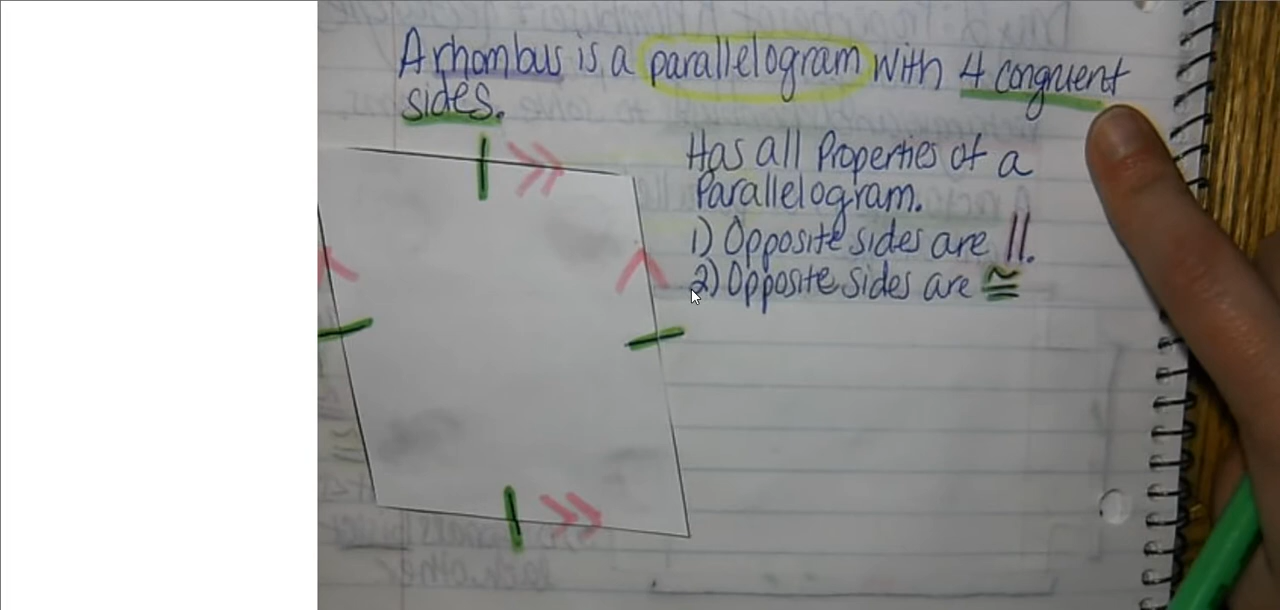 A rhombus is a parallelogram with 4 conguent
sides.
Has all Properties of a
Parallelogram.
1) Opposite sides are ||.
2) Opposite sides are ≅